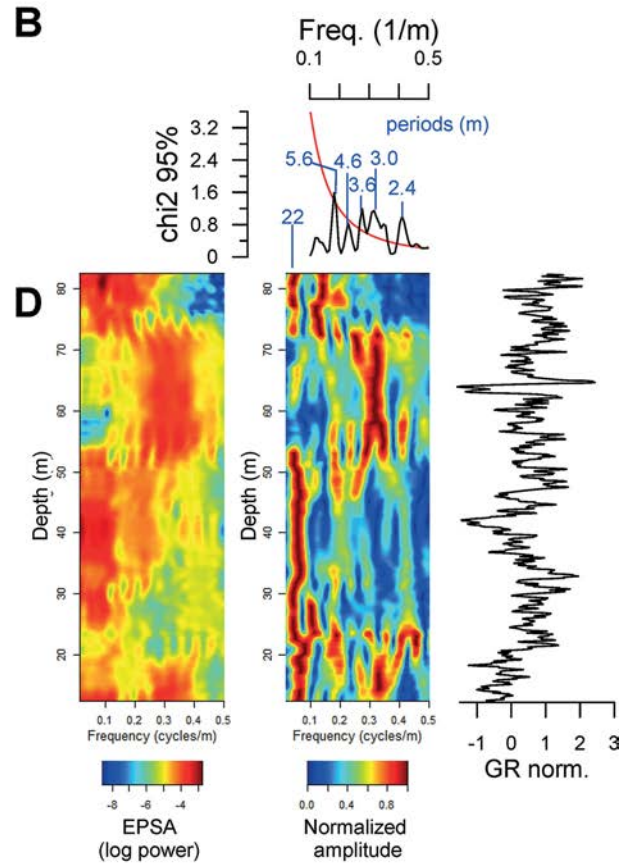 B
Freq. (1/m)
0.1 0.5
periods (m)
chi2 95%
3.2
2.4
1.6
0.8
0
5.6 4.6 3.0
3.6 2.4
22
D
Depth (m)
80
70
60
50
40
30
20
0.1 0.2 0.3 0.4 0.5
Frequency (cycles/m)
-8 -6 -4
EPSA
(log power)
Depth (m)
80
70
60
50
40
30
20
0.1 0.2 0.3 0.4 0.5
Frequency (cycles/m)
0.0 0.4 0.8
Normalized
amplitude
-1 0 1 2 3
GR norm.